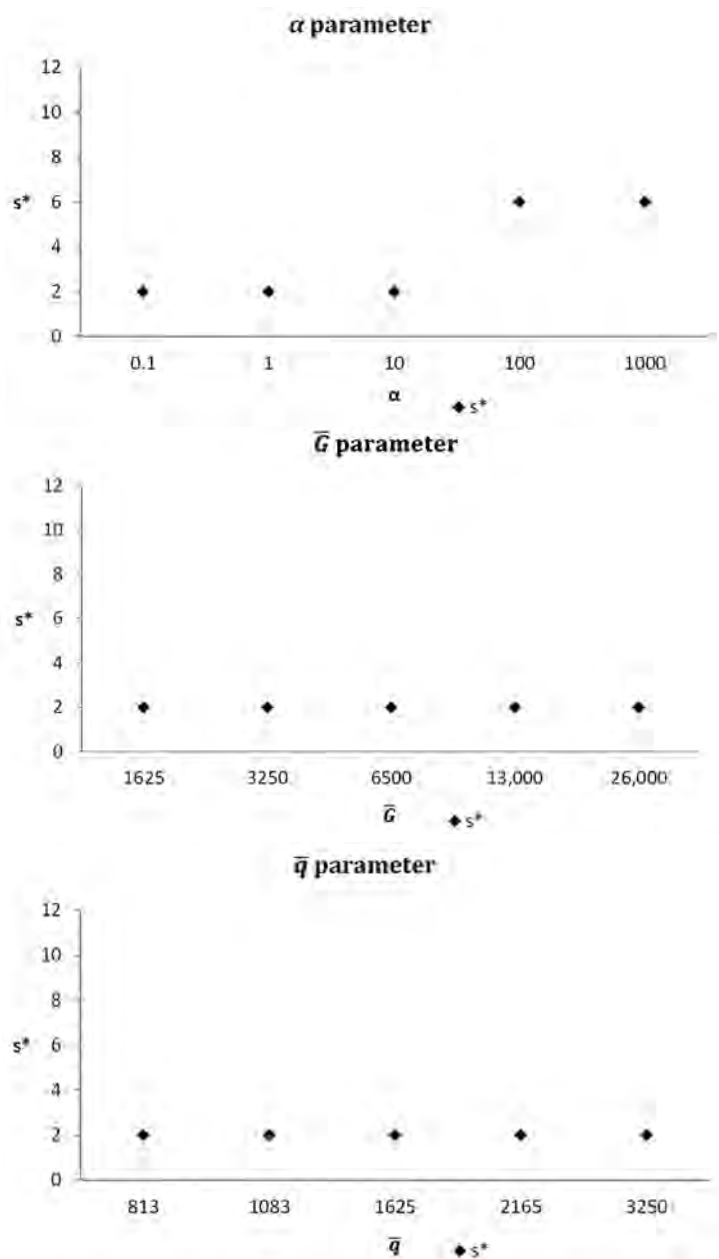 α parameter
12
10
8
s* 6
4
2
0
0.1 1 10 100 1000
α
s*
G̅ parameter
12
10
8
s* 6
4
2
0
1625 3250 6500 13,000 26,000
G̅
s*
q̅ parameter
12
10
8
s* 6
4
2
0
813 1083 1625 2165 3250
q̅
s*